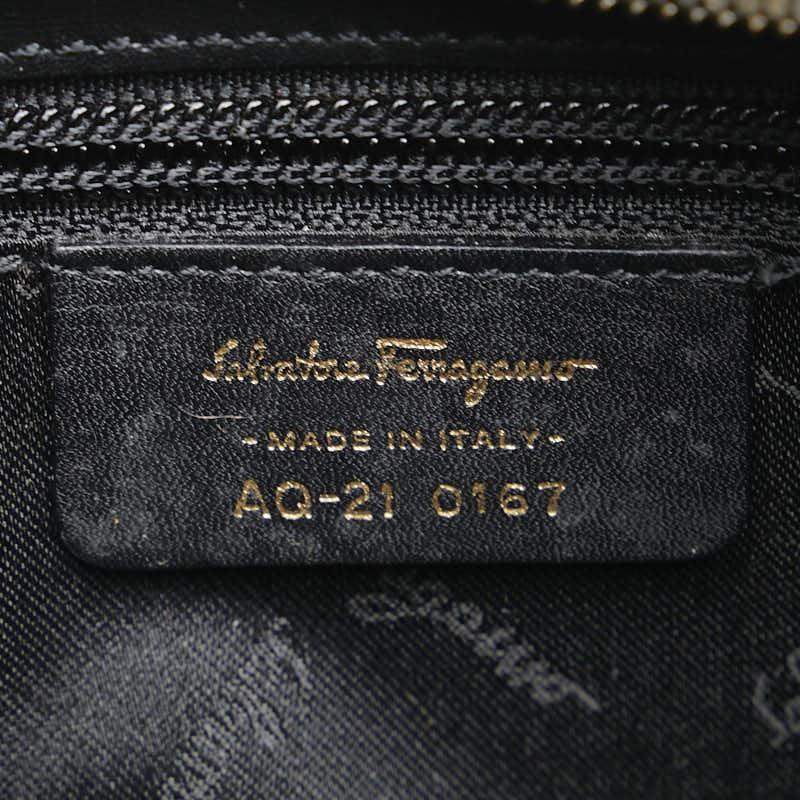 Salvatore Ferragamo
-MADE IN ITALY-
AQ-21 0167